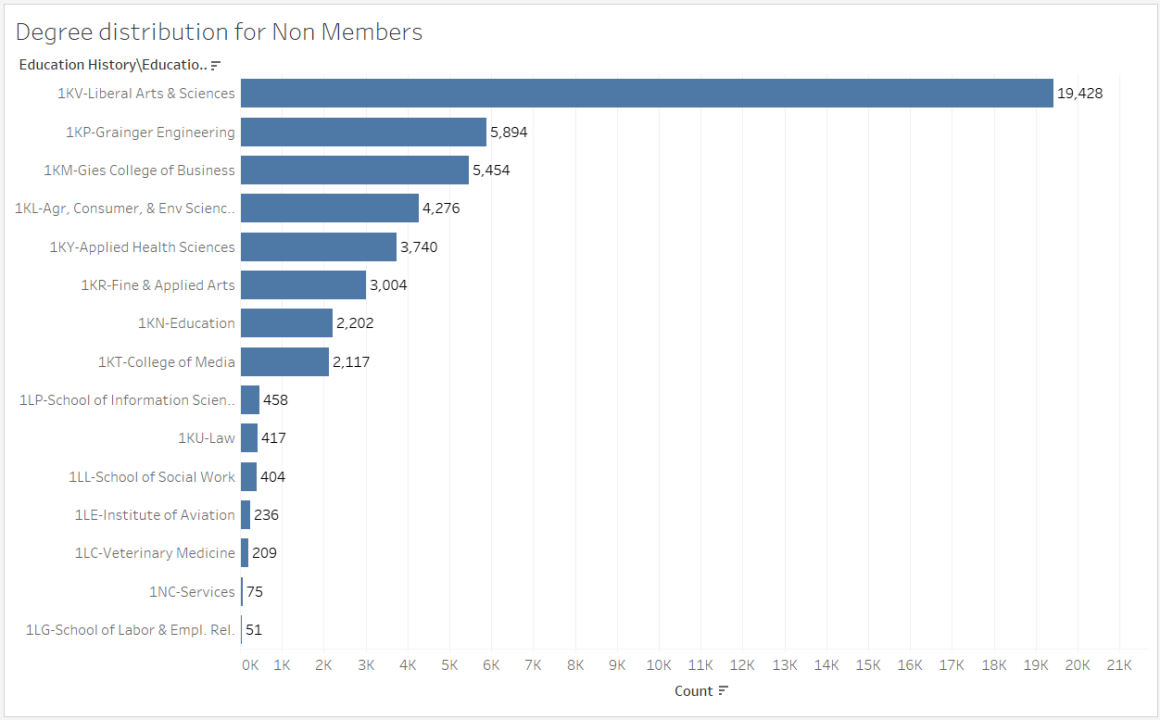 Degree distribution for Non Members
Education History\Educatio..
1KV-Liberal Arts & Sciences 19,428
1KP-Grainger Engineering 5,894
1KM-Gies College of Business 5,454
1KL-Agr, Consumer, & Env Scienc.. 4,276
1KY-Applied Health Sciences 3,740
1KR-Fine & Applied Arts 3,004
1KN-Education 2,202
1KT-College of Media 2,117
1LP-School of Information Scien.. 458
1KU-Law 417
1LL-School of Social Work 404
1LE-Institute of Aviation 236
1LC-Veterinary Medicine 209
1NC-Services 75
1LG-School of Labor & Empl. Rel. 51
0K 1K 2K 3K 4K 5K 6K 7K 8K 9K 10K 11K 12K 13K 14K 15K 16K 17K 18K 19K 20K 21K
Count